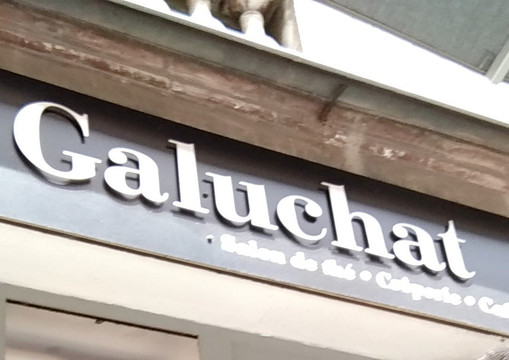 Galuchat
• Salon de thé • Crêperie •